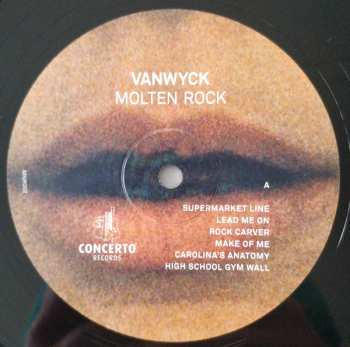 VANWYCK
MOLTEN ROCK
A
SUPERMARKET LINE
LEAD ME ON
ROCK CARVER
MAKE OF ME
CAROLINA'S ANATOMY
HIGH SCHOOL GYM WALL
CONCERTO
RECORDS